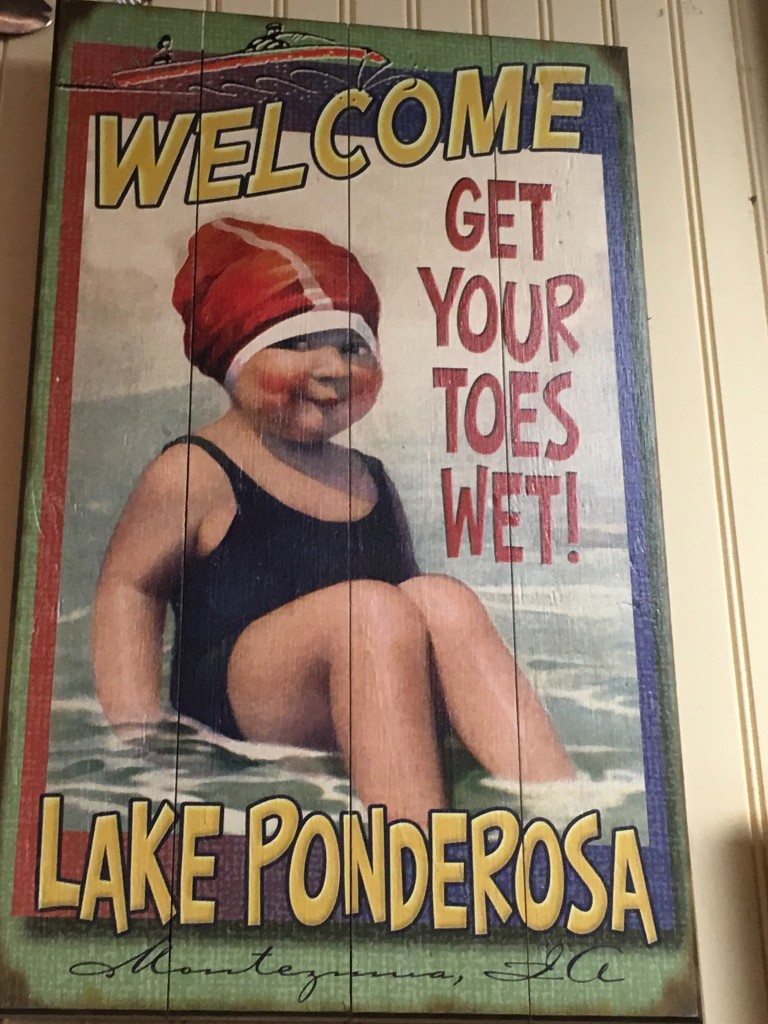 WELCOME
GET
YOUR
TOES
WET!
LAKE PONDEROSA
Montezuma, IA